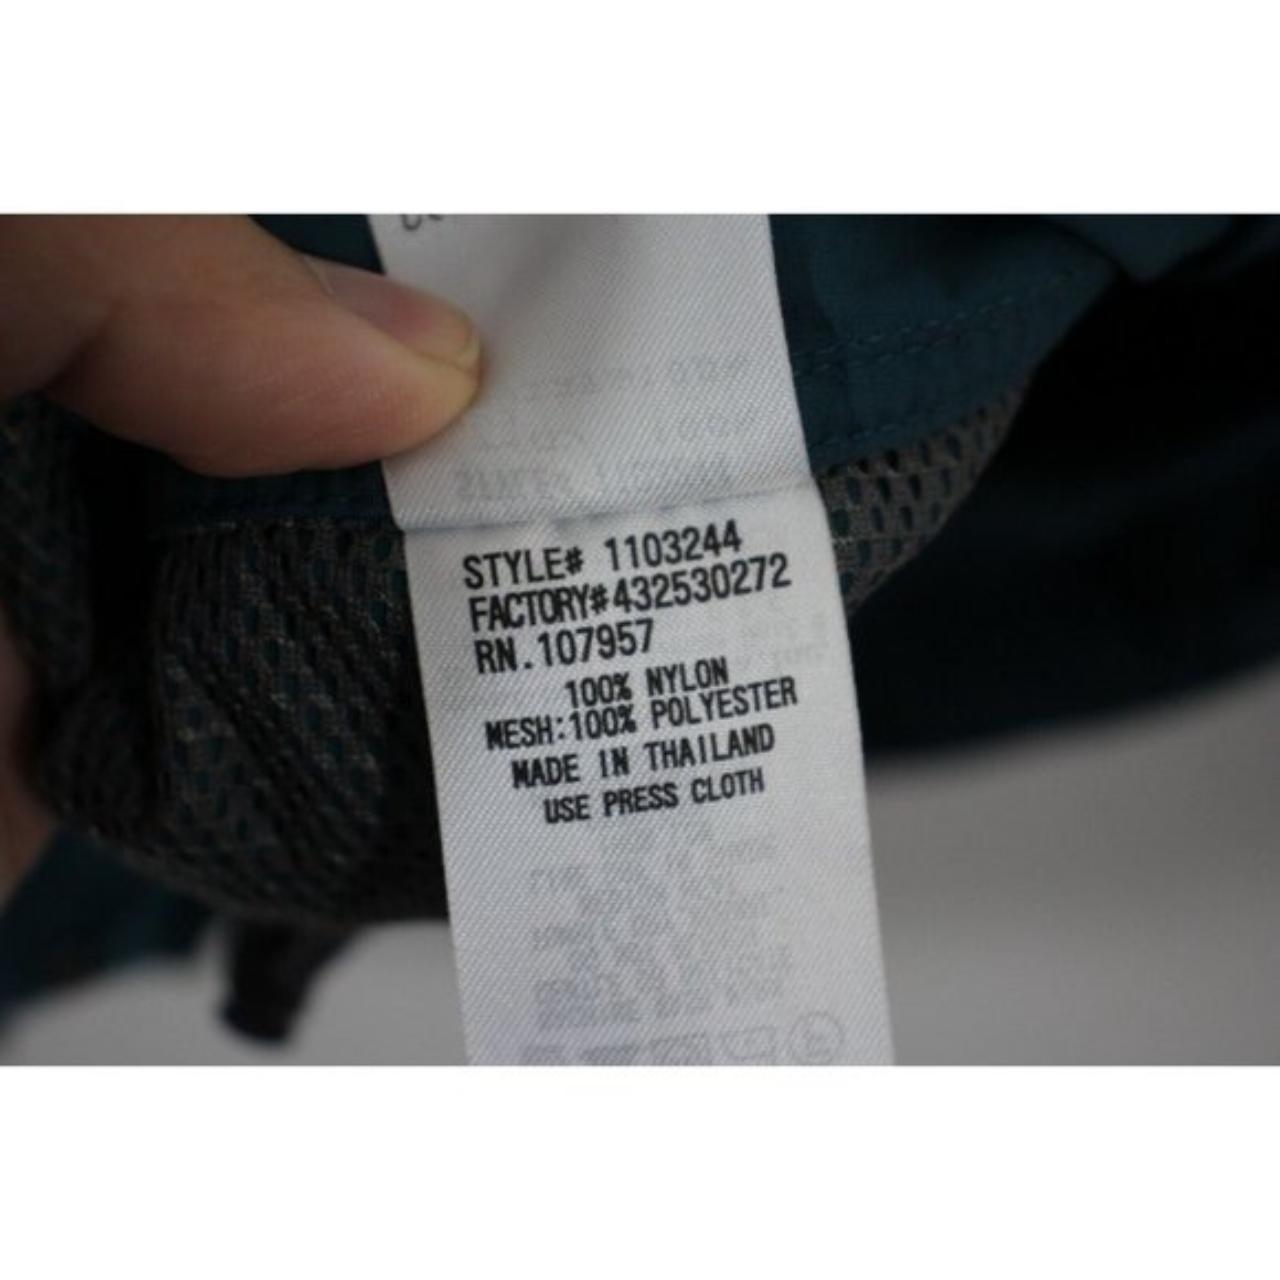 STYLE# 1103244
FACTORY#432530272
RN.107957
100% NYLON
MESH:100% POLYESTER
MADE IN THAILAND
USE PRESS CLOTH